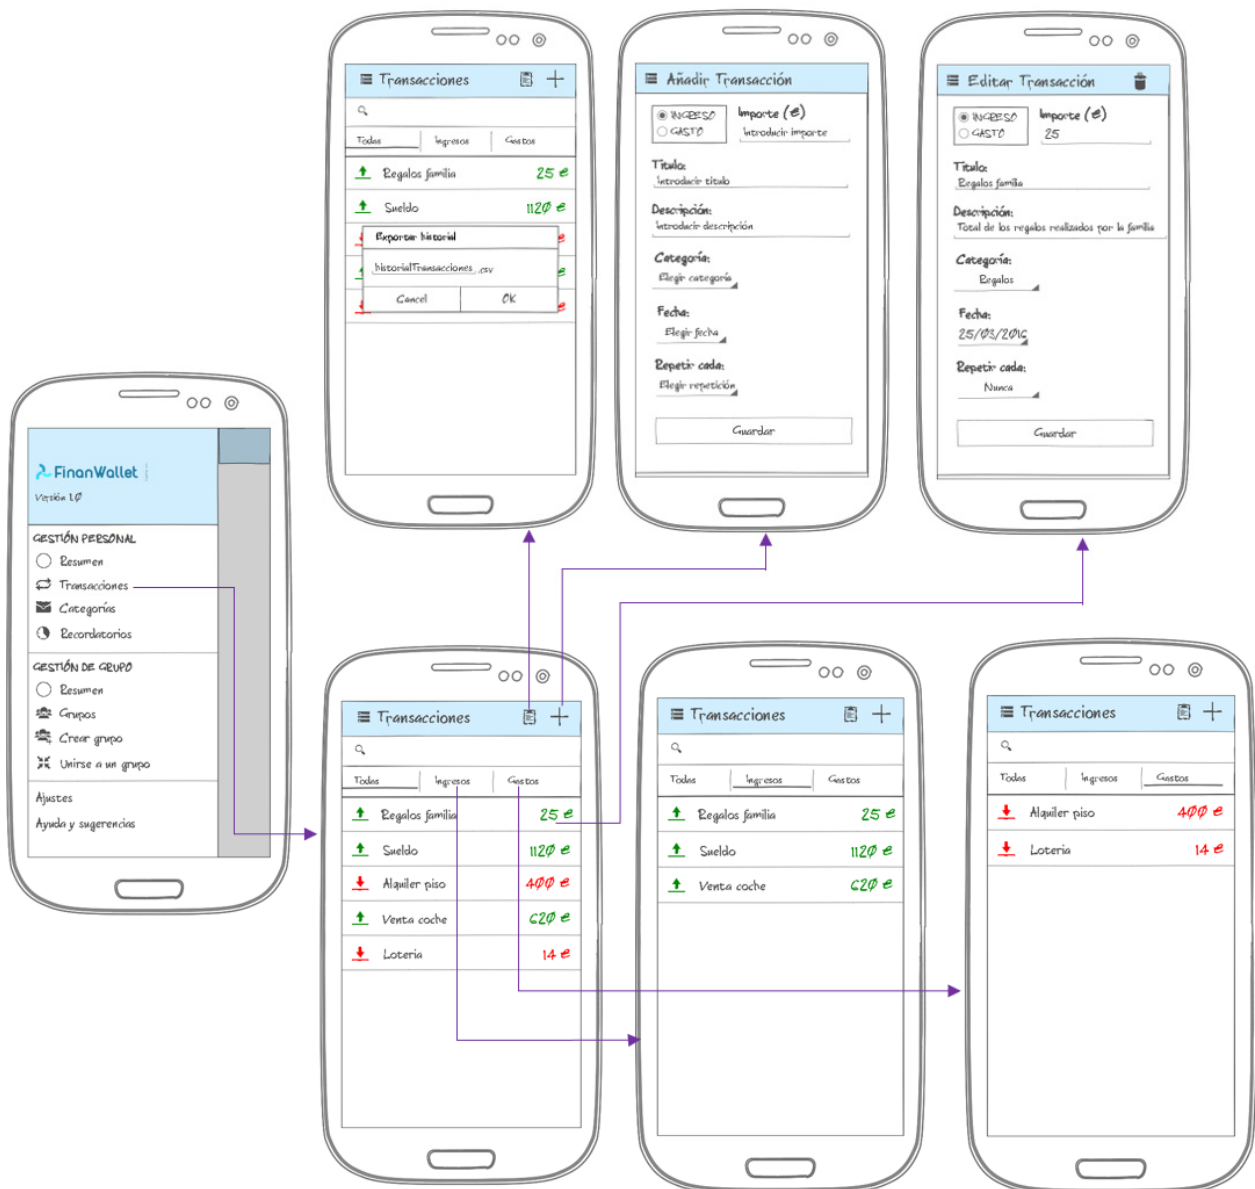 Transacciones
Todas Ingresos Gastos
Regalos familia 25 €
Sueldo 1120 €
€
Exportar historial
historialTransacciones .csv
€
Cancel OK
€
Añadir Transacción
INGRESO
GASTO
Importe (€)
Introducir importe
Título:
Introducir título
Descripción:
Introducir descripción
Categoría:
Elegir categoría
Fecha:
Elegir fecha
Repetir cada:
Elegir repetición
Guardar
Editar Transacción
INGRESO
GASTO
Importe (€)
25
Título:
Regalos familia
Descripción:
Total de los regalos realizados por la familia
Categoría:
Regalos
Fecha:
25/03/2016
Repetir cada:
Nunca
Guardar
FinanWallet
Versión 1.0
GESTIÓN PERSONAL
Resumen
Transacciones
Categorías
Recordatorios
GESTIÓN DE GRUPO
Resumen
Grupos
Crear grupo
Unirse a un grupo
Ajustes
Ayuda y sugerencias
Transacciones
Todas Ingresos Gastos
Regalos familia 25 €
Sueldo 1120 €
Alquiler piso 400 €
Venta coche 620 €
Loteria 14 €
Transacciones
Todas Ingresos Gastos
Regalos familia 25 €
Sueldo 1120 €
Venta coche 620 €
Transacciones
Todas Ingresos Gastos
Alquiler piso 400 €
Loteria 14 €